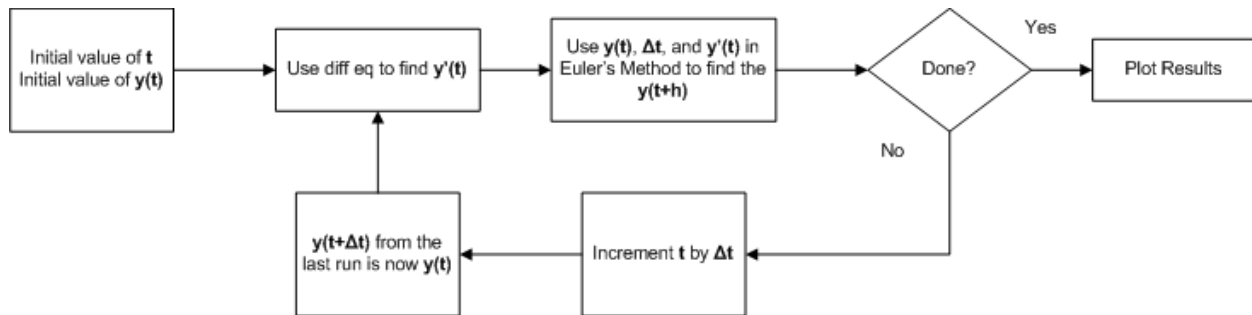 Initial value of t
Initial value of y(t)
Use diff eq to find y'(t)
Use y(t), Δt, and y'(t) in
Euler's Method to find the
y(t+h)
Done?
Yes
Plot Results
No
Increment t by Δt
y(t+Δt) from the
last run is now y(t)